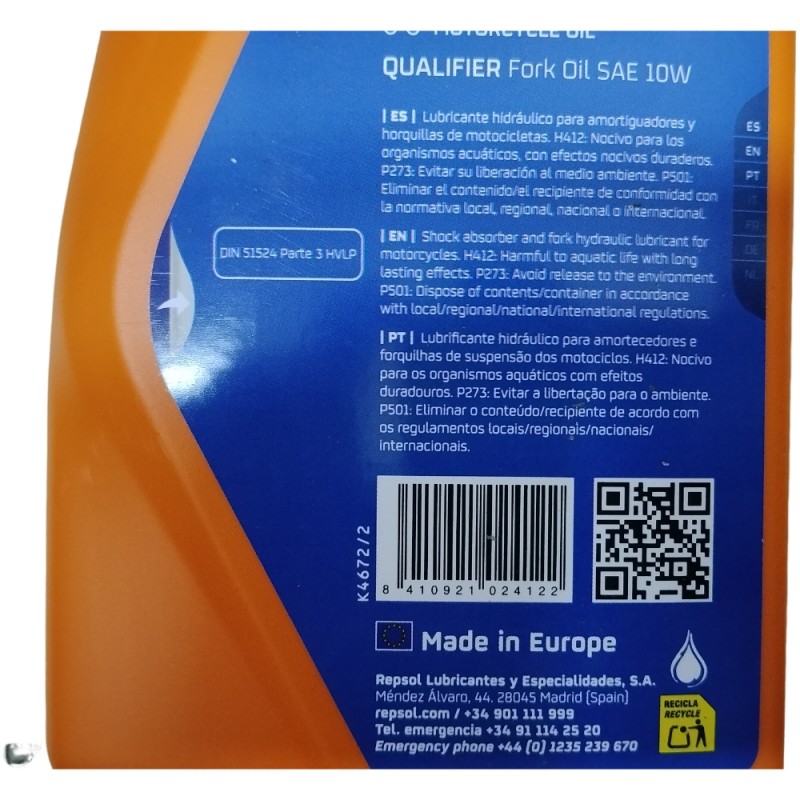 MOTORCYCLE OIL
QUALIFIER Fork Oil SAE 10W
| ES | Lubricante hidráulico para amortiguadores y
horquillas de motocicletas. H412: Nocivo para los
organismos acuáticos, con efectos nocivos duraderos.
P273: Evitar su liberación al medio ambiente. P501:
Eliminar el contenido/el recipiente de conformidad con
la normativa local, regional, nacional o internacional.
ES
EN
PT
IT
FR
DE
NL
DIN 51524 Parte 3 HVLP
| EN | Shock absorber and fork hydraulic lubricant for
motorcycles. H412: Harmful to aquatic life with long
lasting effects. P273: Avoid release to the environment.
P501: Dispose of contents/container in accordance
with local/regional/national/international regulations.
| PT | Lubrificante hidráulico para amortecedores e
forquilhas de suspensão dos motociclos. H412: Nocivo
para os organismos aquáticos com efeitos
duradouros. P273: Evitar a libertação para o ambiente.
P501: Eliminar o conteúdo/recipiente de acordo com
os regulamentos locais/regionais/nacionais/
internacionais.
K4672/2
8 410921 024122
Made in Europe
Repsol Lubricantes y Especialidades, S.A.
Méndez Álvaro, 44. 28045 Madrid (Spain)
repsol.com / +34 901 111 999
Tel. emergencia +34 91 114 25 20
Emergency phone +44 (0) 1235 239 670
RECICLA
RECYCLE